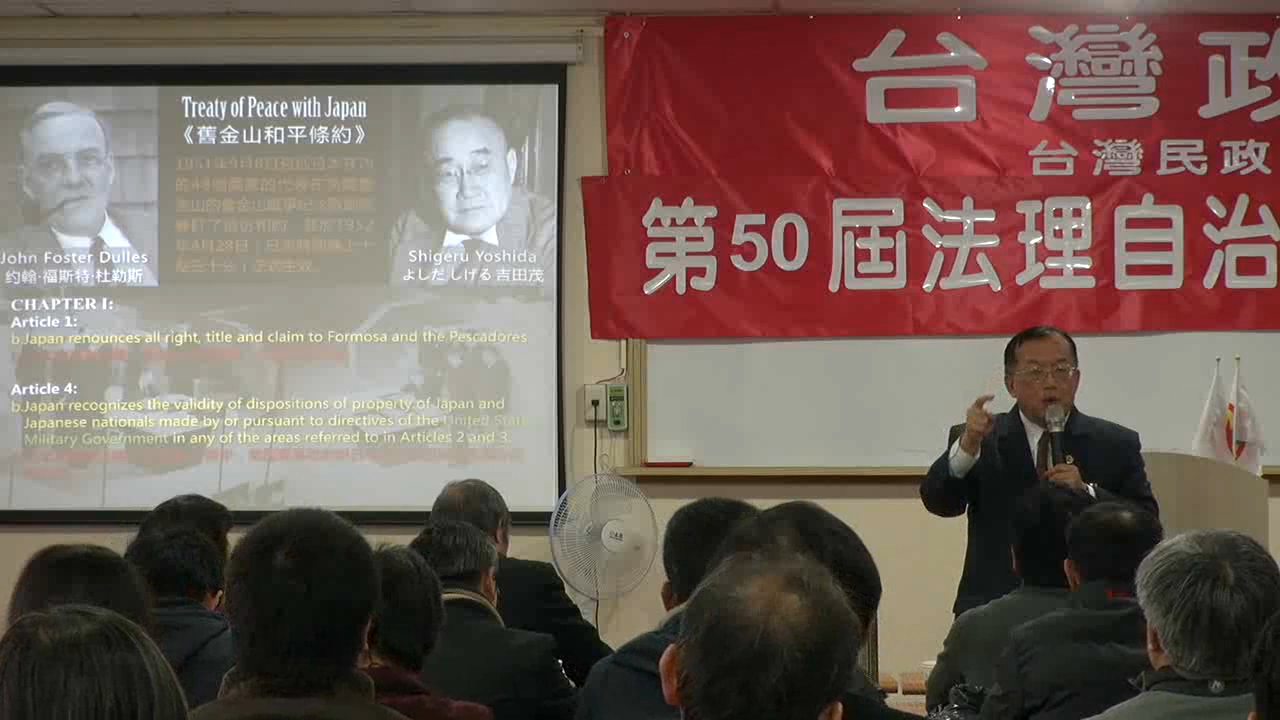 Treaty of Peace with Japan
《舊金山和平條約》
John Foster Dulles
约翰·福斯特·杜勒斯
Shigeru Yoshida
よしだ しげる 吉田茂
CHAPTER I:
Article 1:
b.Japan renounces all right, title and claim to Formosa and the Pescadores
Article 4:
b.Japan recognizes the validity of dispositions of property of Japan and
Japanese nationals made by or pursuant to directives of the United States
Military Government in any of the areas referred to in Articles 2 and 3.
台灣政
台灣民政
第50屆法理自治